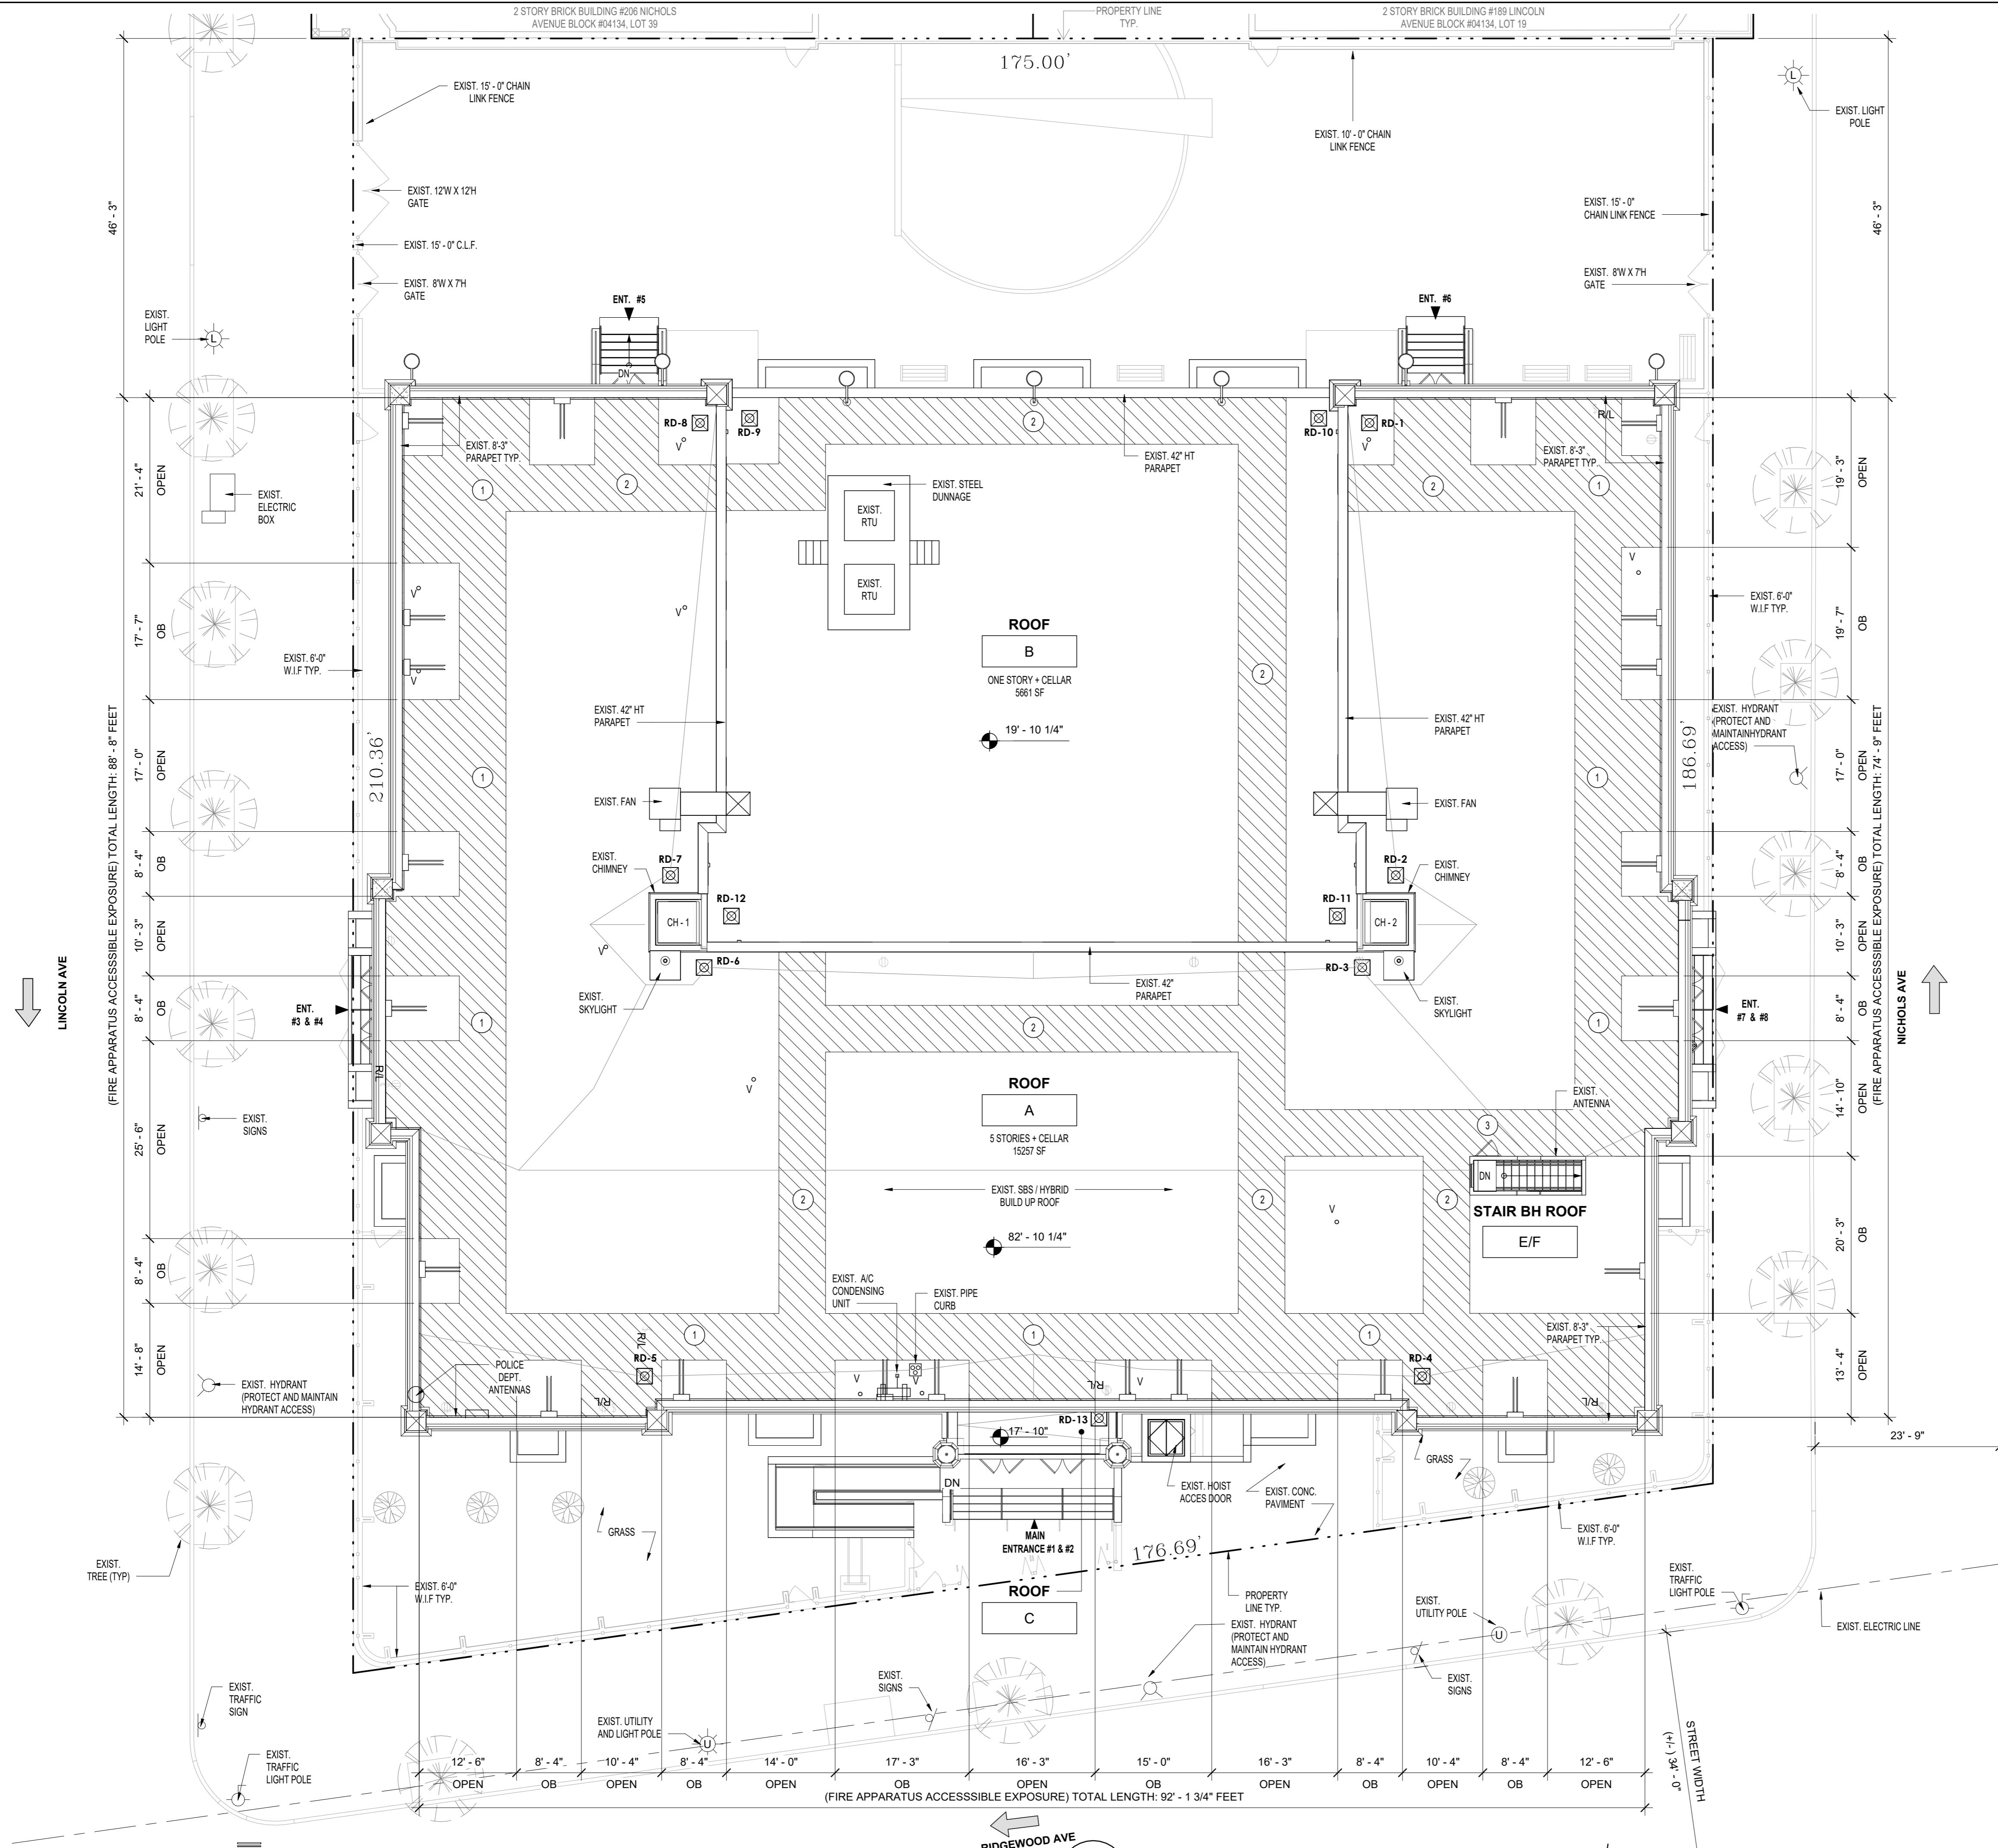 2 STORY BRICK BUILDING #206 NICHOLS
AVENUE BLOCK #04134, LOT 39
PROPERTY LINE
TYP.
2 STORY BRICK BUILDING #189 LINCOLN
AVENUE BLOCK #04134, LOT 19
175.00'
EXIST. 15' - 0" CHAIN
LINK FENCE
EXIST. 10' - 0" CHAIN
LINK FENCE
L
EXIST. LIGHT
POLE
EXIST. 12'W X 12'H
GATE
EXIST. 15' - 0" C.L.F.
EXIST. 8'W X 7'H
GATE
EXIST. 15' - 0"
CHAIN LINK FENCE
EXIST. 8'W X 7'H
GATE
46' - 3"
46' - 3"
EXIST.
LIGHT
POLE
L
ENT. #5
DN
ENT. #6
RD-8
V
RD-9
2
RD-10
RD-1
V
R/L
EXIST. 8'-3"
PARAPET TYP.
EXIST. 42" HT
PARAPET
EXIST. 8'-3"
PARAPET TYP.
1
2
2
1
EXIST. STEEL
DUNNAGE
EXIST.
RTU
EXIST.
RTU
EXIST.
ELECTRIC
BOX
21' - 4"
OPEN
17' - 7"
OB
17' - 0"
OPEN
8' - 4"
OB
10' - 3"
OPEN
8' - 4"
OB
25' - 6"
OPEN
8' - 4"
OB
14' - 8"
OPEN
(FIRE APPARATUS ACCESSSIBLE EXPOSURE) TOTAL LENGTH: 88' - 8" FEET
19' - 3"
OPEN
19' - 7"
OB
17' - 0"
OPEN
8' - 4"
OB
10' - 3"
OPEN
8' - 4"
OB
14' - 10"
OPEN
20' - 3"
OB
13' - 4"
OPEN
(FIRE APPARATUS ACCESSSIBLE EXPOSURE) TOTAL LENGTH: 74' - 9" FEET
V
V
V
V
EXIST. 6'-0"
W.I.F TYP.
EXIST. 6'-0"
W.I.F TYP.
ROOF
B
ONE STORY + CELLAR
5661 SF
19' - 10 1/4"
2
EXIST. 42" HT
PARAPET
EXIST. 42" HT
PARAPET
EXIST. HYDRANT
(PROTECT AND
MAINTAINHYDRANT
ACCESS)
210.36'
186.69'
1
1
EXIST. FAN
EXIST. FAN
EXIST.
CHIMNEY
RD-7
RD-2
EXIST.
CHIMNEY
CH - 1
RD-12
RD-11
CH - 2
V
RD-6
RD-3
EXIST. 42"
PARAPET
EXIST.
SKYLIGHT
EXIST.
SKYLIGHT
LINCOLN AVE
NICHOLS AVE
ENT.
#3 & #4
ENT.
#7 & #8
1
2
1
R/L
V
EXIST.
SIGNS
ROOF
A
5 STORIES + CELLAR
15257 SF
EXIST.
ANTENNA
3
DN
2
EXIST. SBS / HYBRID
BUILD UP ROOF
2
2
V
STAIR BH ROOF
E/F
82' - 10 1/4"
EXIST. A/C
CONDENSING
UNIT
EXIST. PIPE
CURB
R/L
1
1
1
EXIST. 8'-3"
PARAPET TYP.
RD-5
RD-4
POLICE
DEPT.
ANTENNAS
V
V
V
R/L
R/L
R/L
EXIST. HYDRANT
(PROTECT AND MAINTAIN
HYDRANT ACCESS)
RD-13
17' - 10"
23' - 9"
GRASS
DN
EXIST. HOIST
ACCES DOOR
EXIST. CONC.
PAVIMENT
GRASS
MAIN
ENTRANCE #1 & #2
176.69'
EXIST. 6'-0"
W.I.F TYP.
EXIST.
TREE (TYP)
EXIST. 6'-0"
W.I.F TYP.
ROOF
C
PROPERTY
LINE TYP.
EXIST. HYDRANT
(PROTECT AND
MAINTAIN HYDRANT
ACCESS)
EXIST.
UTILITY POLE
U
EXIST.
TRAFFIC
LIGHT POLE
EXIST. ELECTRIC LINE
EXIST.
SIGNS
EXIST.
SIGNS
EXIST.
TRAFFIC
SIGN
EXIST. UTILITY
AND LIGHT POLE
U
EXIST.
TRAFFIC
LIGHT POLE
STREET WIDTH
(+/- ) 34' - 0"
12' - 6" 8' - 4" 10' - 4" 8' - 4" 14' - 0" 17' - 3" 16' - 3" 15' - 0" 16' - 3" 8' - 4" 10' - 4" 8' - 4" 12' - 6"
OPEN OB OPEN OB OPEN OB OPEN OB OPEN OB OPEN OB OPEN
(FIRE APPARATUS ACCESSSIBLE EXPOSURE) TOTAL LENGTH: 92' - 1 3/4" FEET
RIDGEWOOD AVE